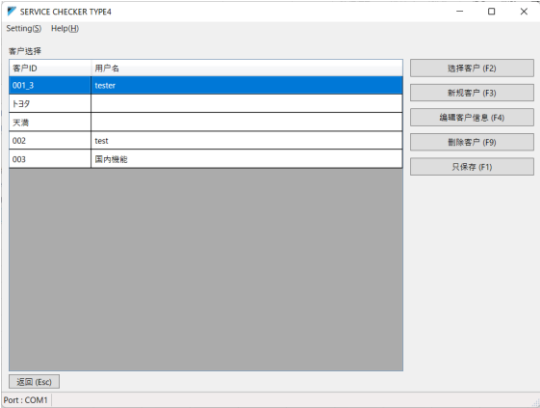 SERVICE CHECKER TYPE4
Setting(S) Help(H)
客户选择
客户ID 用户名
001_3 tester
トヨタ
天満
002 test
003 国内機能
选择客户 (F2)
新规客户 (F3)
编辑客户信息 (F4)
删除客户 (F9)
只保存 (F1)
返回 (Esc)
Port : COM1